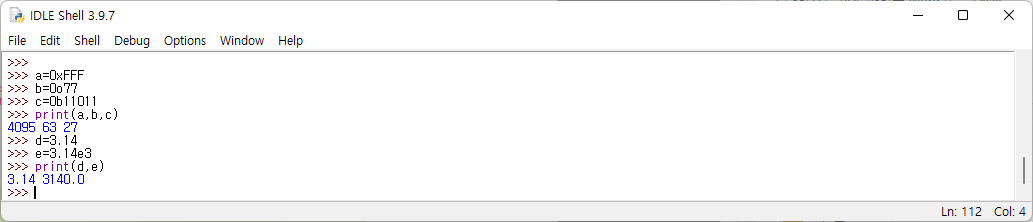 IDLE Shell 3.9.7
File Edit Shell Debug Options Window Help
>>>
>>> a=0xFFF
>>> b=0o77
>>> c=0b11011
>>> print(a,b,c)
4095 63 27
>>> d=3.14
>>> e=3.14e3
>>> print(d,e)
3.14 3140.0
>>>
Ln: 112 Col: 4